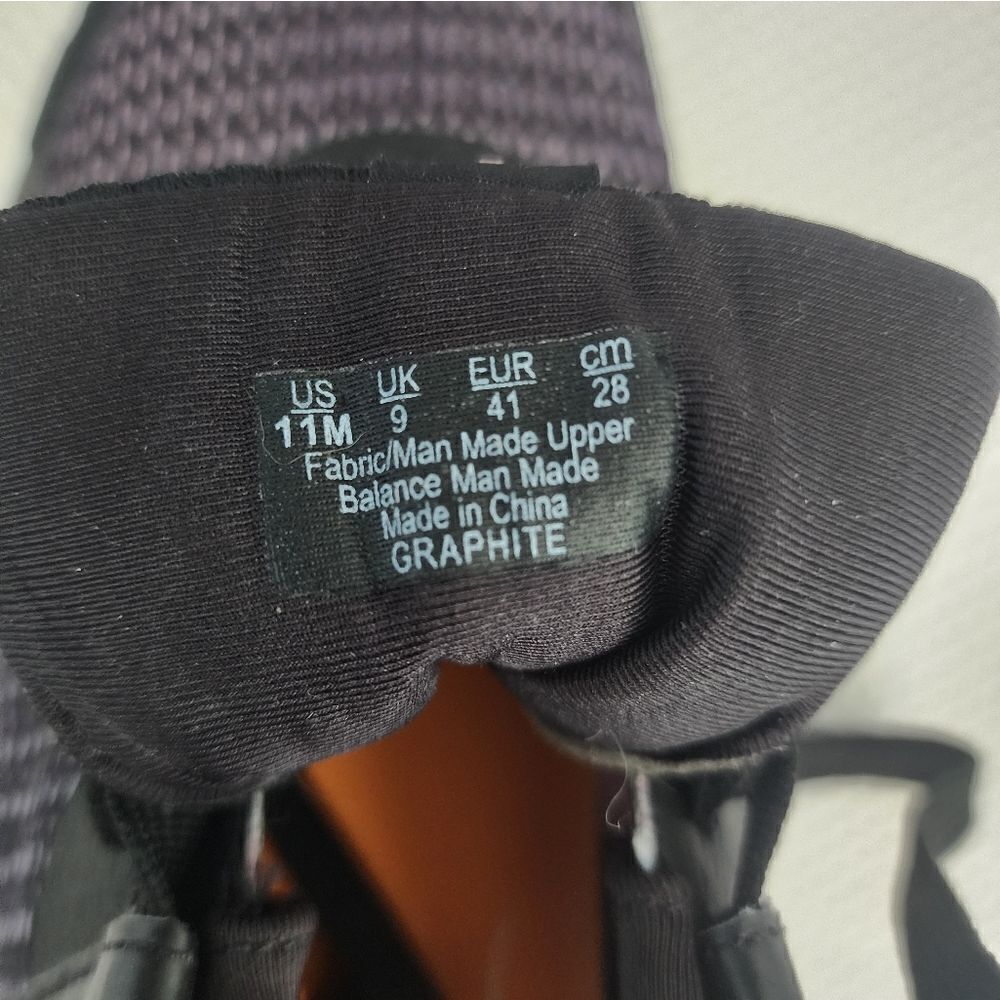 US UK EUR cm
11M 9 41 28
Fabric/Man Made Upper
Balance Man Made
Made in China
GRAPHITE